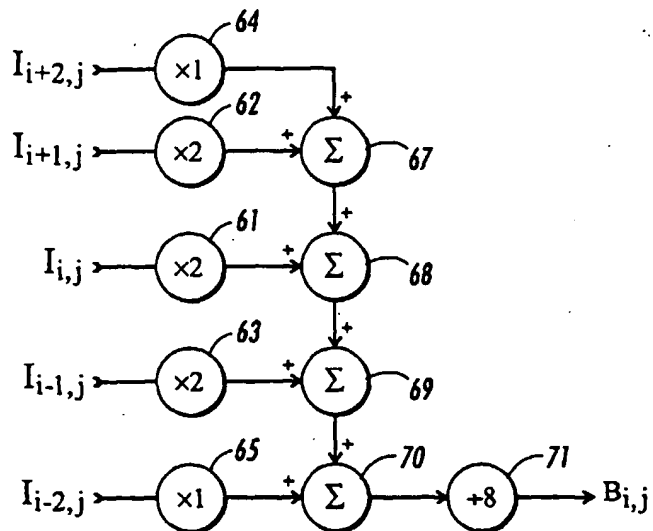 64
I_{i+2,j} ×1
+
62
I_{i+1,j} ×2 + Σ 67
+
61
I_{i,j} ×2 + Σ 68
+
63
I_{i-1,j} ×2 + Σ 69
+
65 70 71
I_{i-2,j} ×1 + Σ ÷8 B_{i,j}